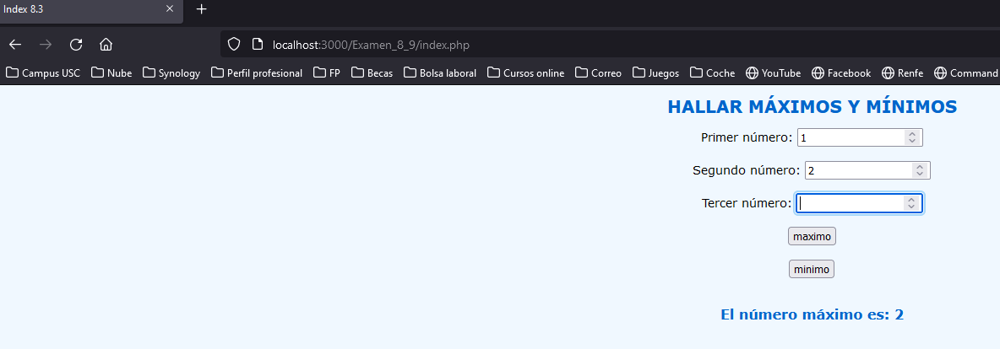 Index 8.3
localhost:3000/Examen_8_9/index.php
Campus USC Nube Synology Perfil profesional FP Becas Bolsa laboral Cursos online Correo Juegos Coche YouTube Facebook Renfe Command
HALLAR MÁXIMOS Y MÍNIMOS
Primer número: 1
Segundo número: 2
Tercer número:
maximo
minimo
El número máximo es: 2